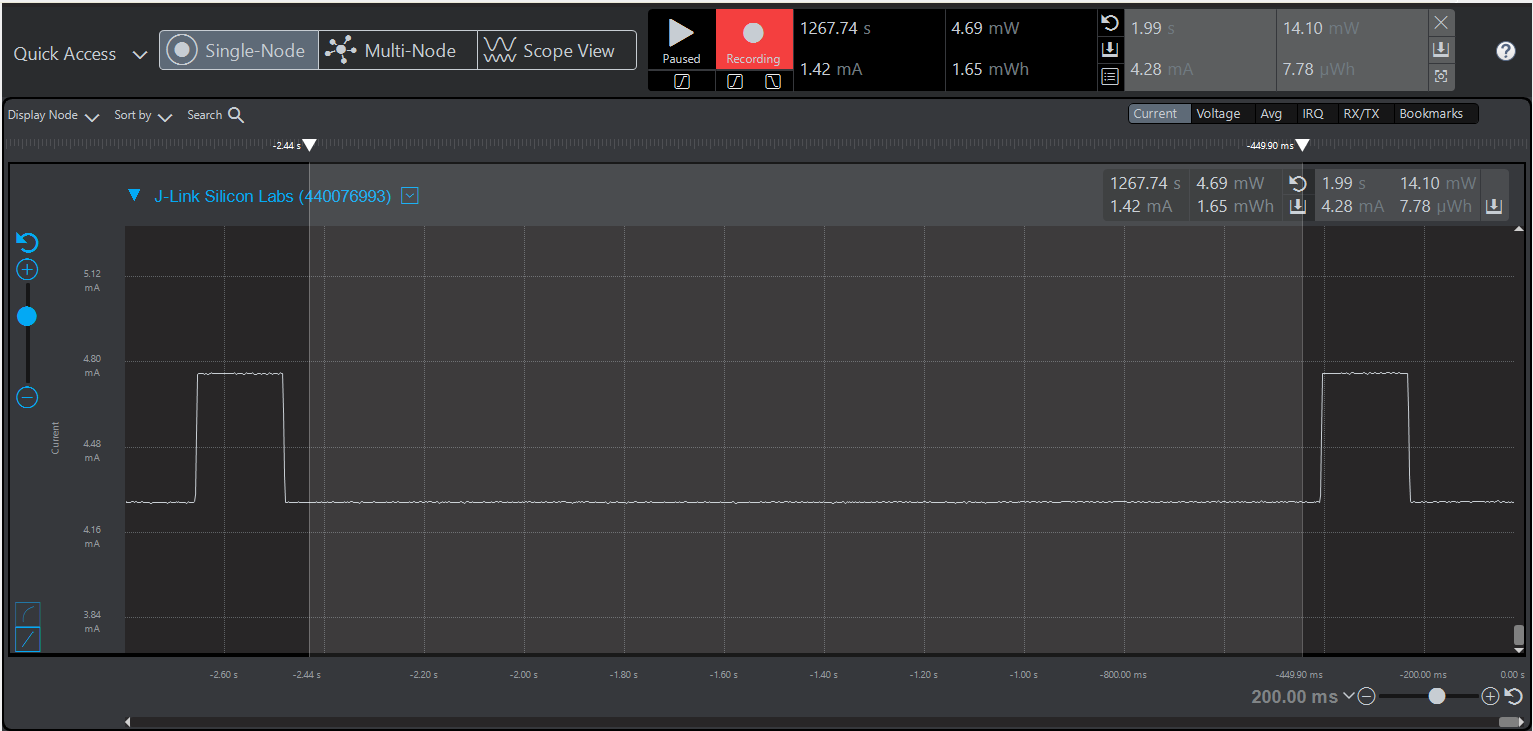 Quick Access
Single-Node
Multi-Node
Scope View
Paused
Recording
1267.74 s
4.69 mW
1.42 mA
1.65 mWh
1.99 s
14.10 mW
4.28 mA
7.78 µWh
?
Display Node
Sort by
Search
Current
Voltage
Avg
IRQ
RX/TX
Bookmarks
-2.44 s
-449.90 ms
J-Link Silicon Labs (440076993)
1267.74 s
4.69 mW
1.42 mA
1.65 mWh
1.99 s
14.10 mW
4.28 mA
7.78 µWh
5.12
mA
4.80
mA
Current
4.48
mA
4.16
mA
3.84
mA
-2.60 s
-2.44 s
-2.20 s
-2.00 s
-1.80 s
-1.60 s
-1.40 s
-1.20 s
-1.00 s
-800.00 ms
-449.90 ms
-200.00 ms
0.00 s
200.00 ms